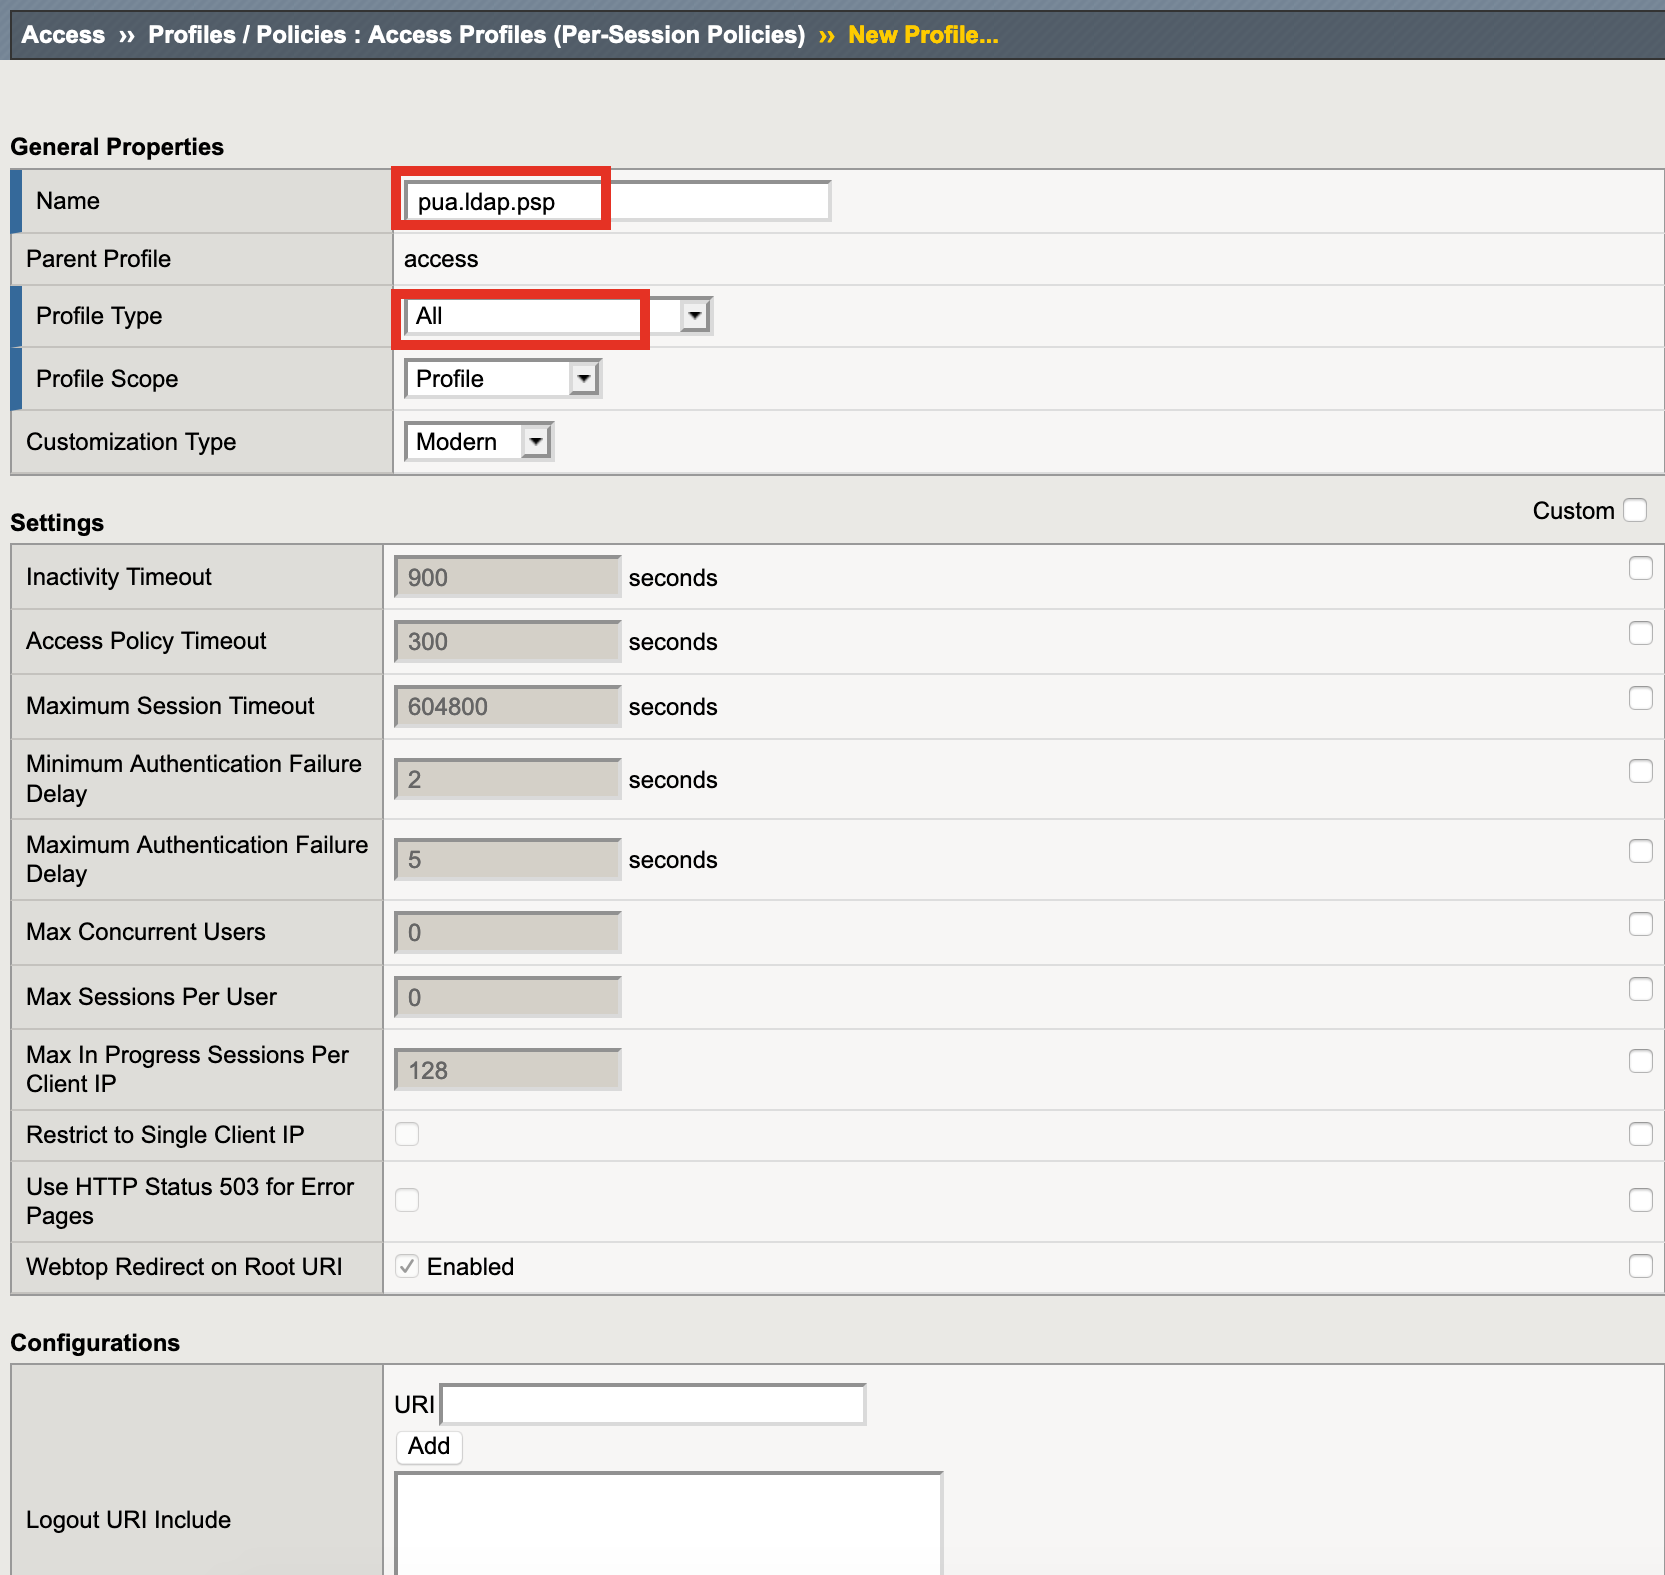 Access ›› Profiles / Policies : Access Profiles (Per-Session Policies) ›› New Profile...
General Properties
Name pua.ldap.psp
Parent Profile access
Profile Type All
Profile Scope Profile
Customization Type Modern
Settings Custom
Inactivity Timeout 900 seconds
Access Policy Timeout 300 seconds
Maximum Session Timeout 604800 seconds
Minimum Authentication Failure
Delay 2 seconds
Maximum Authentication Failure
Delay 5 seconds
Max Concurrent Users 0
Max Sessions Per User 0
Max In Progress Sessions Per
Client IP 128
Restrict to Single Client IP
Use HTTP Status 503 for Error
Pages
Webtop Redirect on Root URI Enabled
Configurations
URI
Add
Logout URI Include